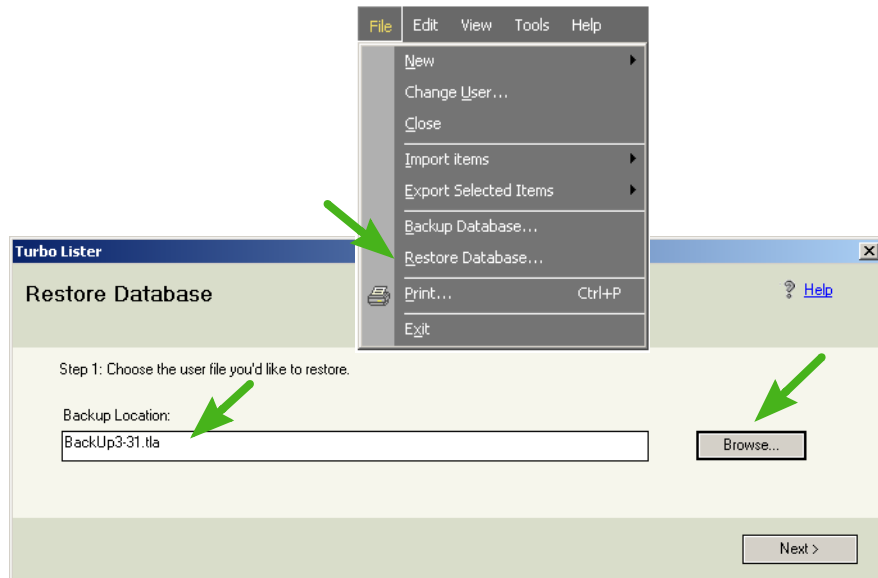 File Edit View Tools Help
New
Change User...
Close
Import items
Export Selected Items
Backup Database...
Restore Database...
Print... Ctrl+P
Exit
Turbo Lister
Restore Database
? Help
Step 1: Choose the user file you'd like to restore.
Backup Location:
BackUp3-31.tla
Browse...
Next >